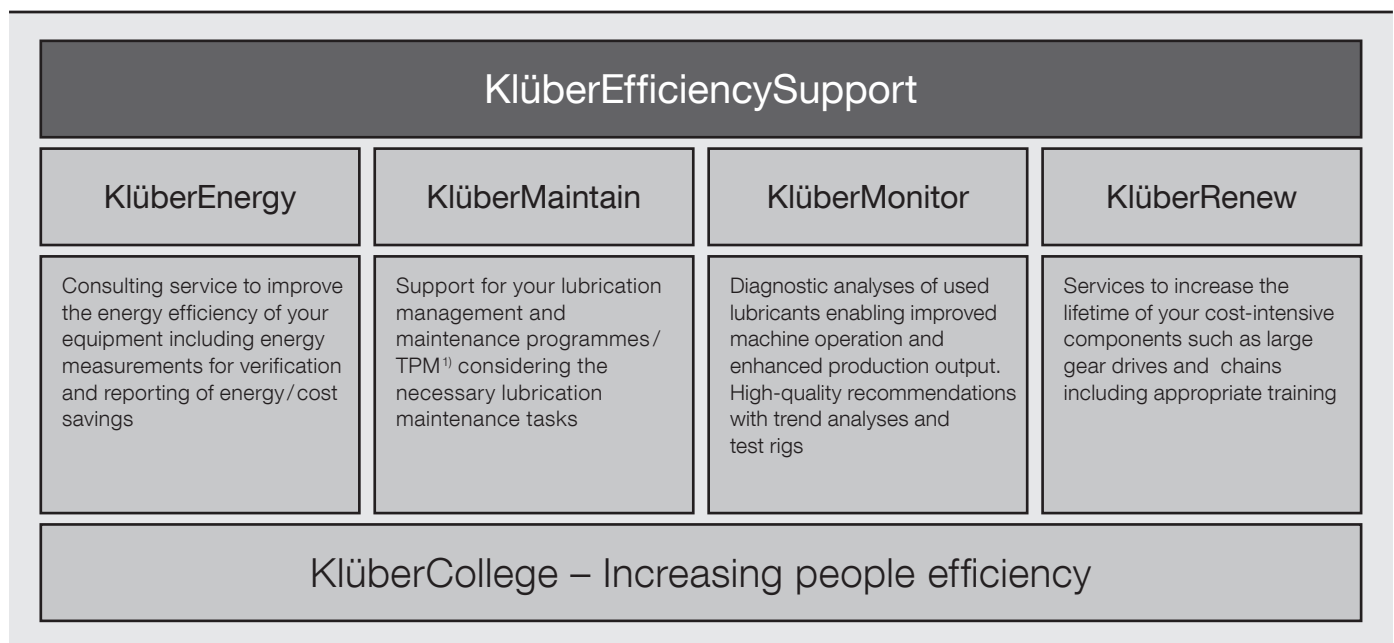 KlüberEfficiencySupport
KlüberEnergy
Consulting service to improve
the energy efficiency of your
equipment including energy
measurements for verification
and reporting of energy/cost
savings
KlüberMaintain
Support for your lubrication
management and
maintenance programmes/
TPM¹⁾ considering the
necessary lubrication
maintenance tasks
KlüberMonitor
Diagnostic analyses of used
lubricants enabling improved
machine operation and
enhanced production output.
High-quality recommendations
with trend analyses and
test rigs
KlüberRenew
Services to increase the
lifetime of your cost-intensive
components such as large
gear drives and chains
including appropriate training
KlüberCollege – Increasing people efficiency